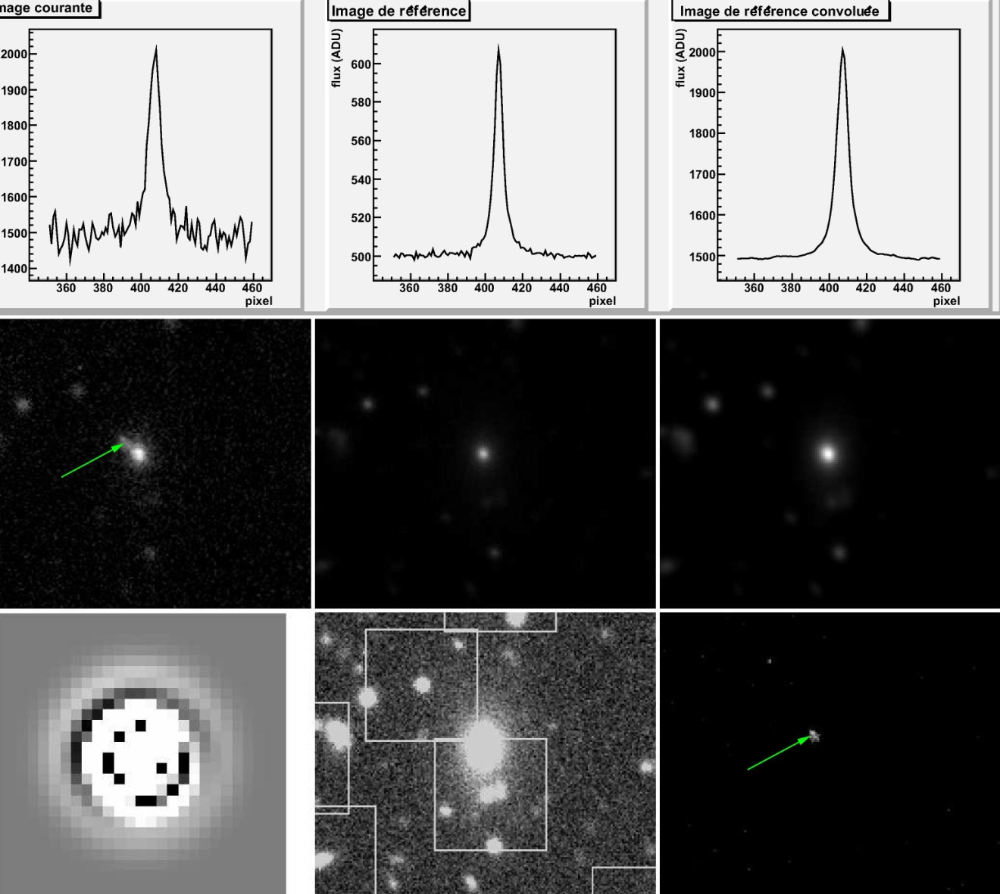 mage courante
Image de référence
Image de référence convoluée
flux (ADU)
flux (ADU)
2000
1900
1800
1700
1600
1500
1400
600
580
560
540
520
500
2000
1900
1800
1700
1600
1500
360 380 400 420 440 460
360 380 400 420 440 460
360 380 400 420 440 460
pixel
pixel
pixel